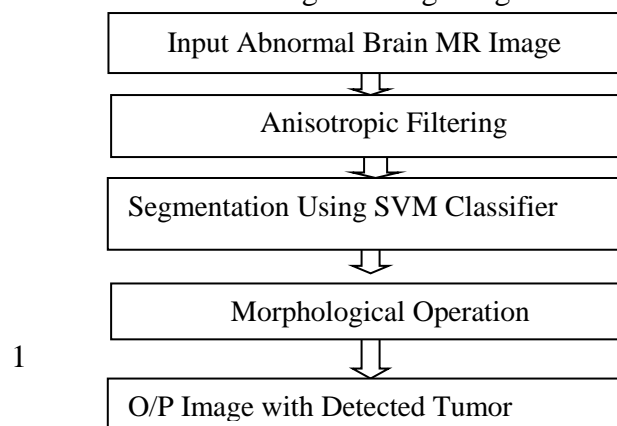 Input Abnormal Brain MR Image
Anisotropic Filtering
Segmentation Using SVM Classifier
Morphological Operation
1
O/P Image with Detected Tumor